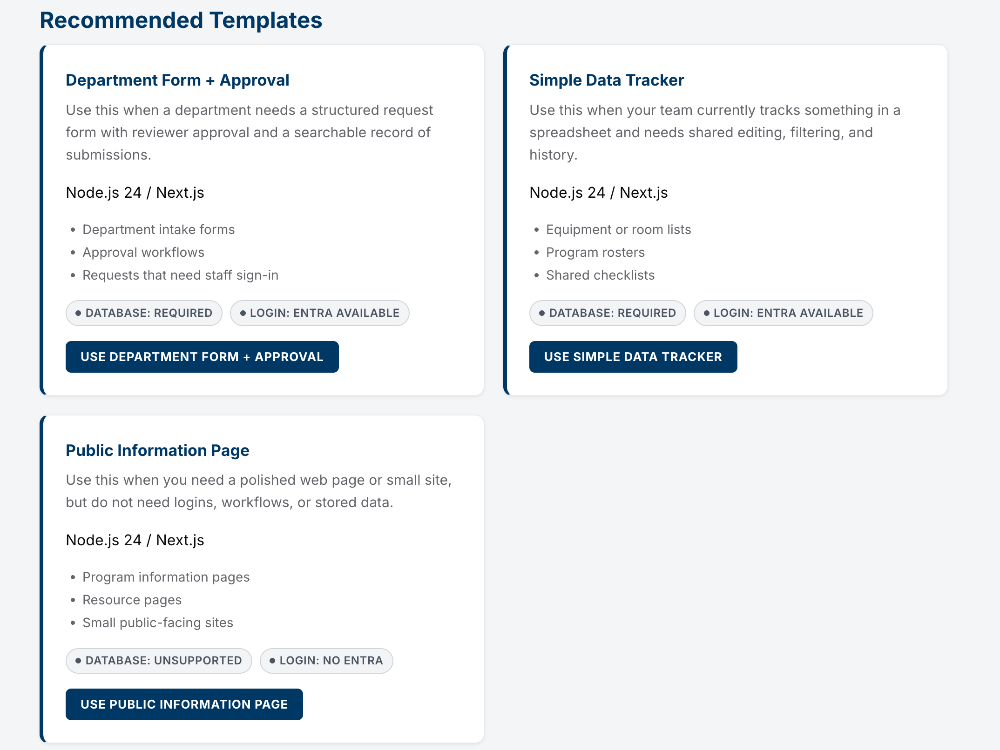 Recommended Templates
Department Form + Approval
Use this when a department needs a structured request
form with reviewer approval and a searchable record of
submissions.
Node.js 24 / Next.js
• Department intake forms
• Approval workflows
• Requests that need staff sign-in
DATABASE: REQUIRED
LOGIN: ENTRA AVAILABLE
USE DEPARTMENT FORM + APPROVAL
Simple Data Tracker
Use this when your team currently tracks something in a
spreadsheet and needs shared editing, filtering, and
history.
Node.js 24 / Next.js
• Equipment or room lists
• Program rosters
• Shared checklists
DATABASE: REQUIRED
LOGIN: ENTRA AVAILABLE
USE SIMPLE DATA TRACKER
Public Information Page
Use this when you need a polished web page or small site,
but do not need logins, workflows, or stored data.
Node.js 24 / Next.js
• Program information pages
• Resource pages
• Small public-facing sites
DATABASE: UNSUPPORTED
LOGIN: NO ENTRA
USE PUBLIC INFORMATION PAGE